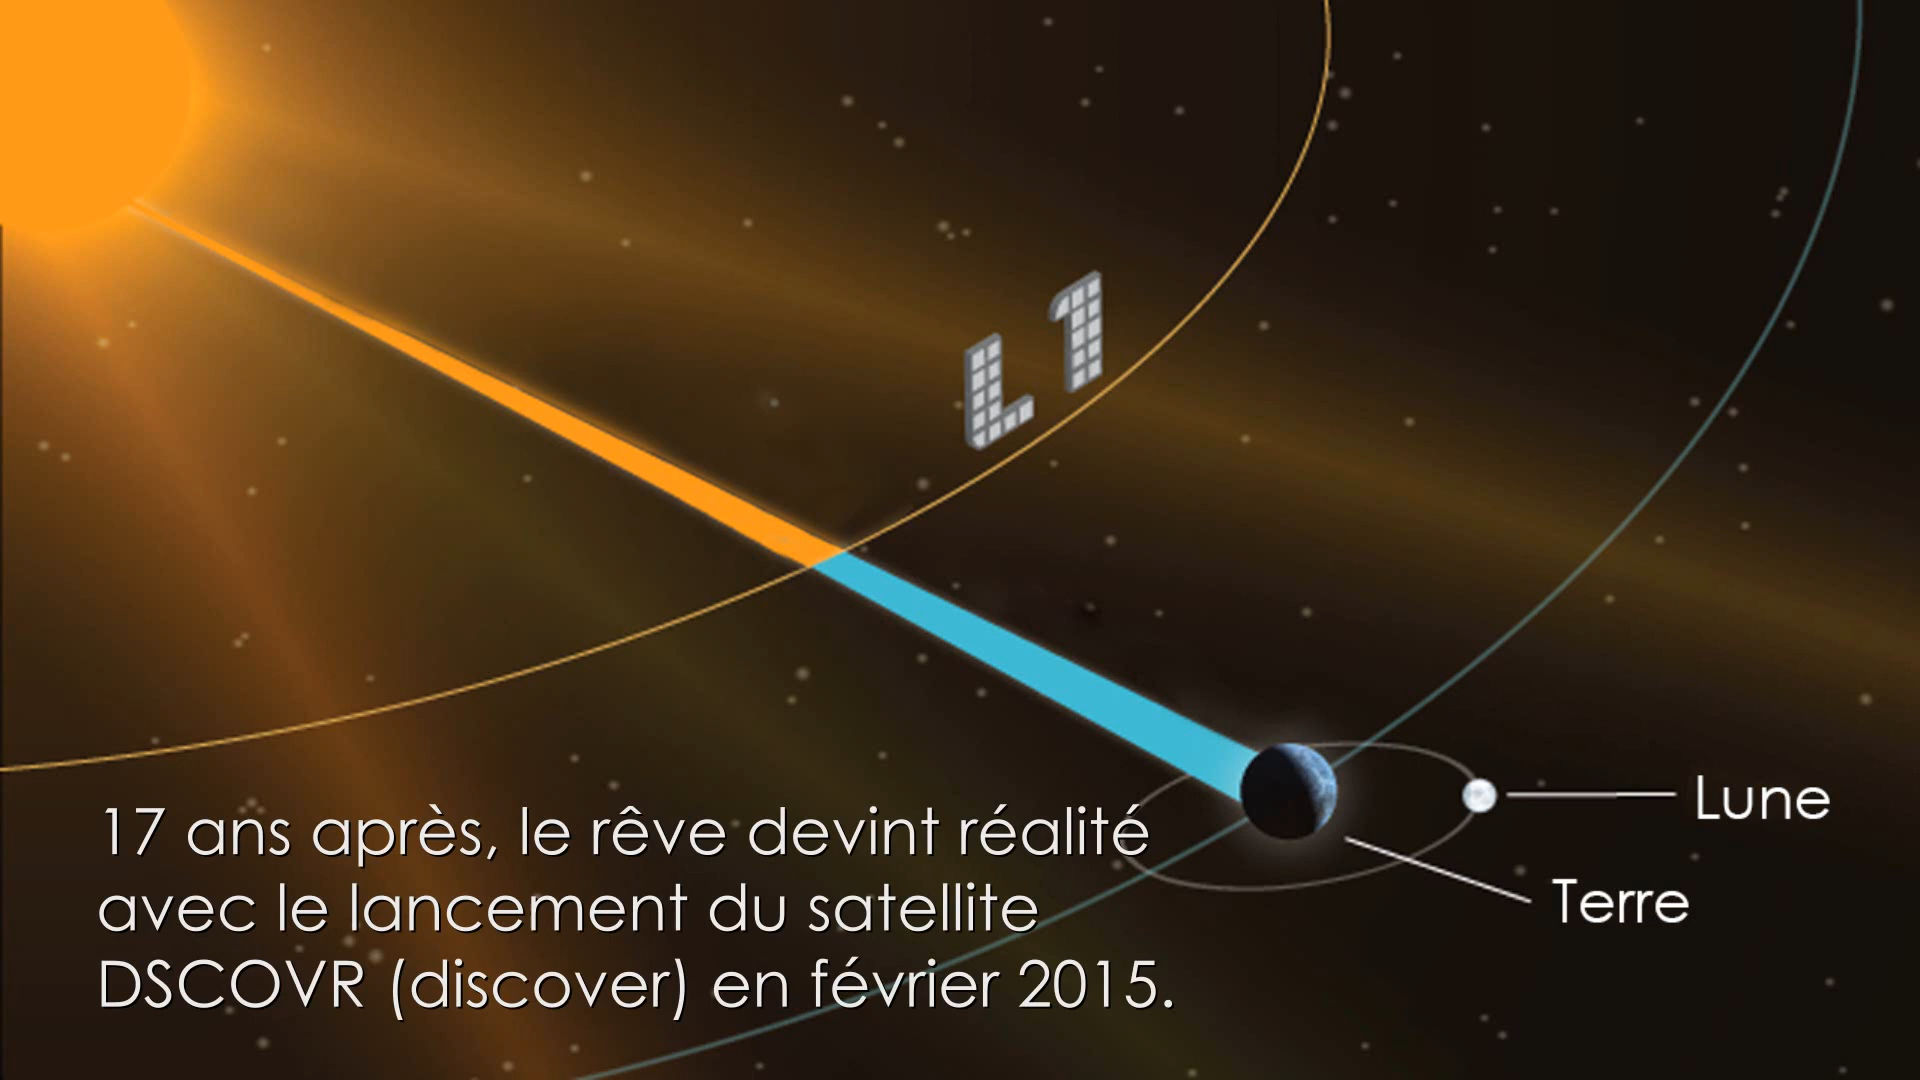 L1
Lune
Terre
17 ans après, le rêve devint réalité
avec le lancement du satellite
DSCOVR (discover) en février 2015.